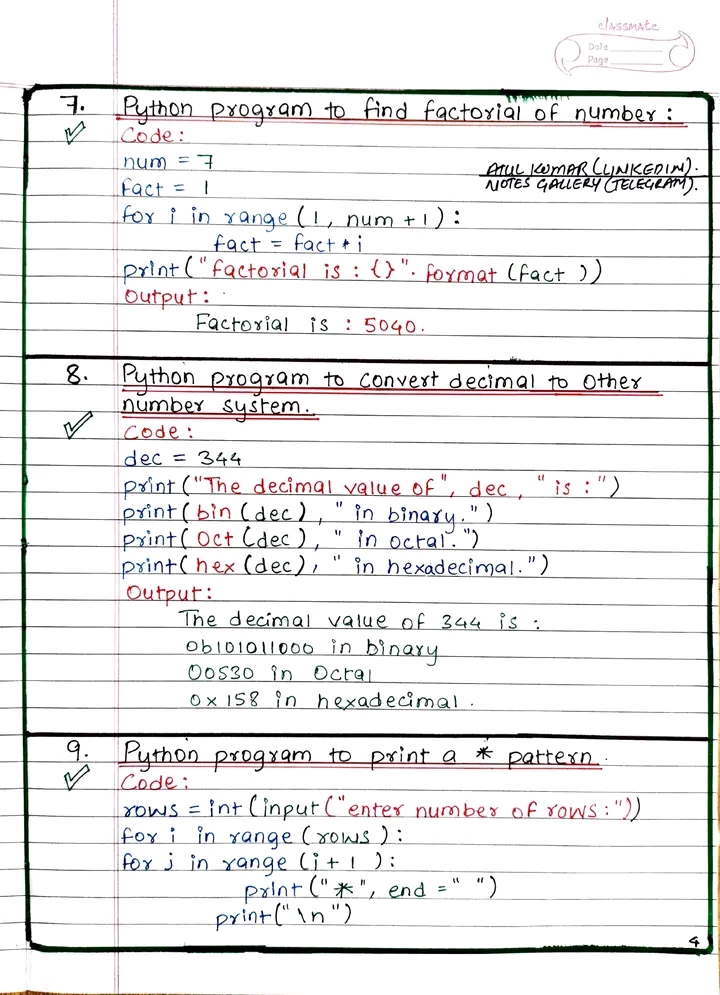 classmate
Date
Page
7. Python program to find factorial of number:
Code:
num = 7
ATUL KUMAR (LINKEDIN).
fact = 1
NOTES GALLERY (TELEGRAM).
for i in range (1, num + 1):
fact = fact * i
print("factorial is : {}". format (fact ))
Output:
Factorial is : 5040.
8. Python program to convert decimal to other
number system.
Code:
dec = 344
print ("The decimal value of", dec, " is :")
print( bin (dec), " in binary.")
print( oct (dec), " in octal.")
print( hex (dec), " in hexadecimal.")
Output:
The decimal value of 344 is :
0b101011000 in binary
00530 in Octal
0x158 in hexadecimal.
9. Python program to print a * pattern.
Code:
rows = int (input ("enter number of rows:"))
for i in range (rows ):
for j in range (i + 1 ):
print (" * ", end = " ")
print(" \n ")
4